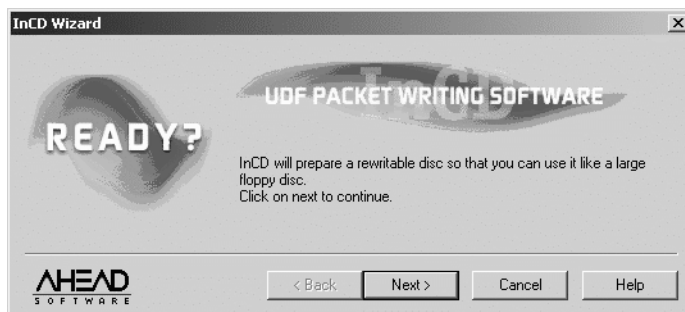 InCD Wizard
InCD
UDF PACKET WRITING SOFTWARE
READY?
InCD will prepare a rewritable disc so that you can use it like a large
floppy disc.
Click on next to continue.
AHEAD
SOFTWARE
< Back
Next >
Cancel
Help